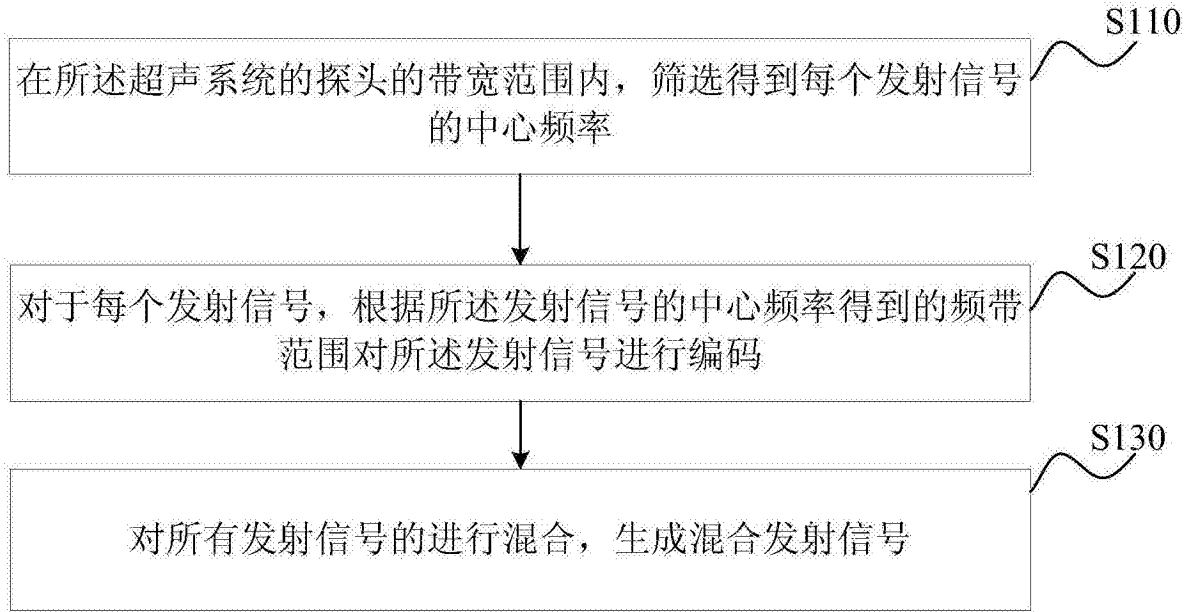 S110
在所述超声系统的探头的带宽范围内，筛选得到每个发射信号
的中心频率
S120
对于每个发射信号，根据所述发射信号的中心频率得到的频带
范围对所述发射信号进行编码
S130
对所有发射信号的进行混合，生成混合发射信号